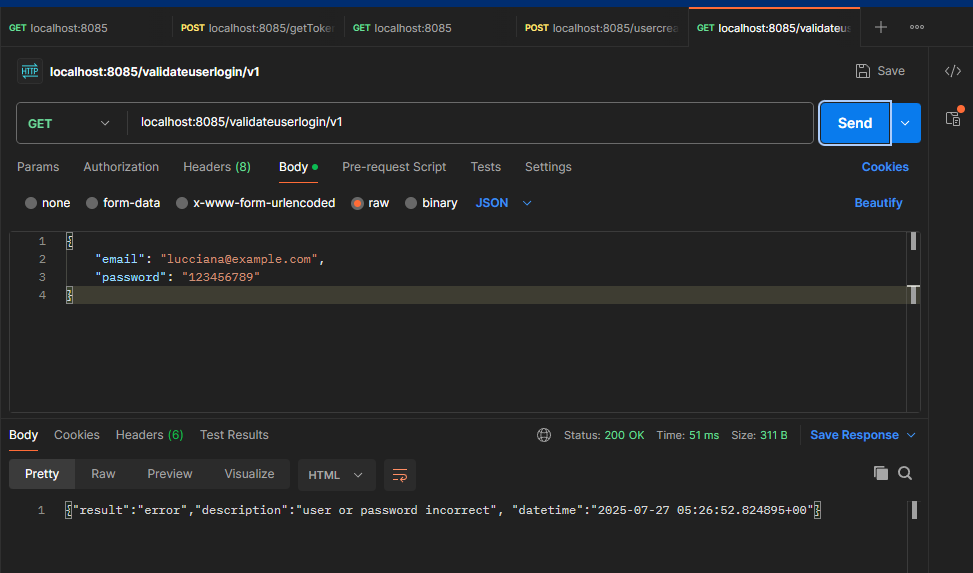 GET localhost:8085 POST localhost:8085/getToken GET localhost:8085 POST localhost:8085/usercrea GET localhost:8085/validateus
HTTP localhost:8085/validateuserlogin/v1 Save
GET localhost:8085/validateuserlogin/v1 Send
Params Authorization Headers (8) Body Pre-request Script Tests Settings Cookies
none form-data x-www-form-urlencoded raw binary JSON Beautify
1 {
2 "email": "lucciana@example.com",
3 "password": "123456789"
4 }
Body Cookies Headers (6) Test Results Status: 200 OK Time: 51 ms Size: 311 B Save Response
Pretty Raw Preview Visualize HTML
1 {"result":"error","description":"user or password incorrect", "datetime":"2025-07-27 05:26:52.824895+00"}